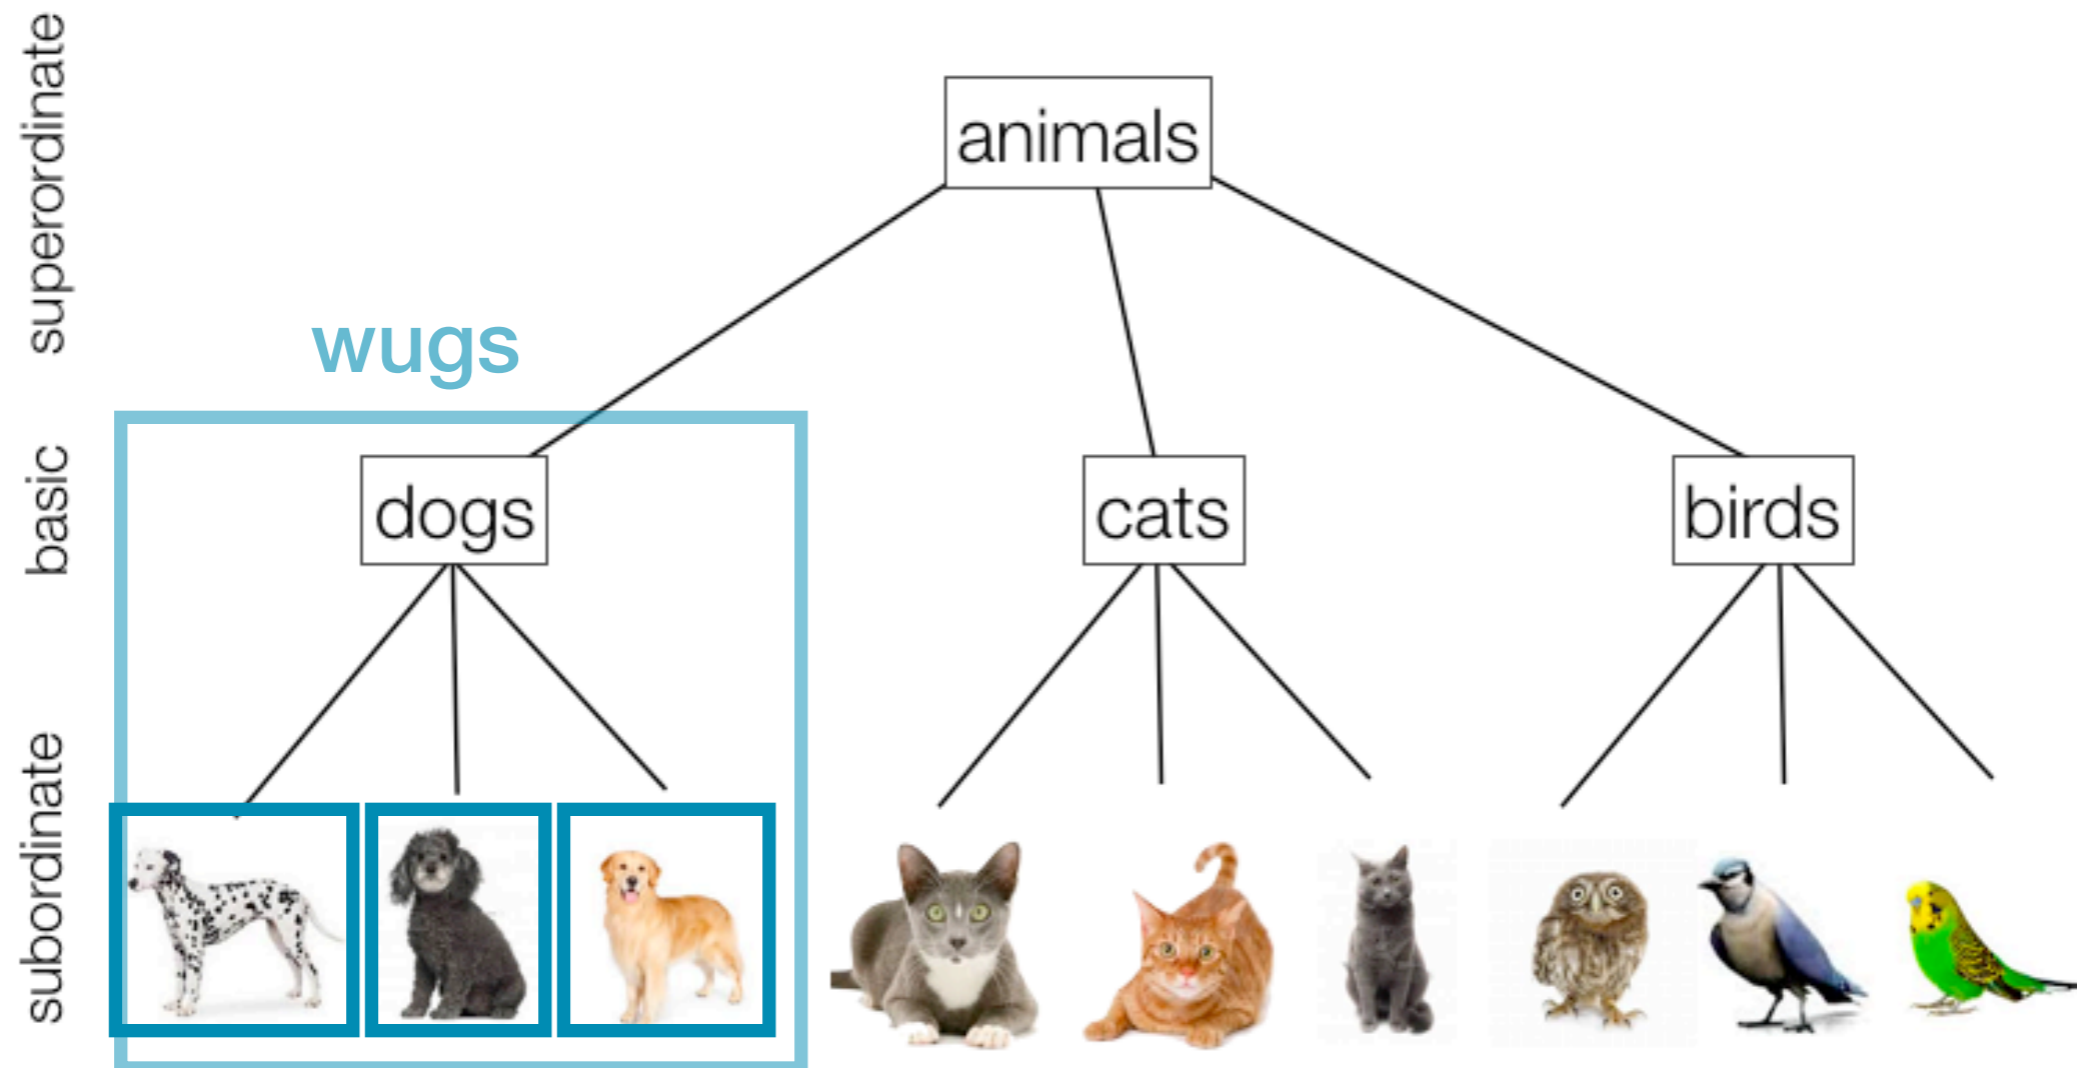 superordinate
animals
wugs
basic
dogs
cats
birds
subordinate